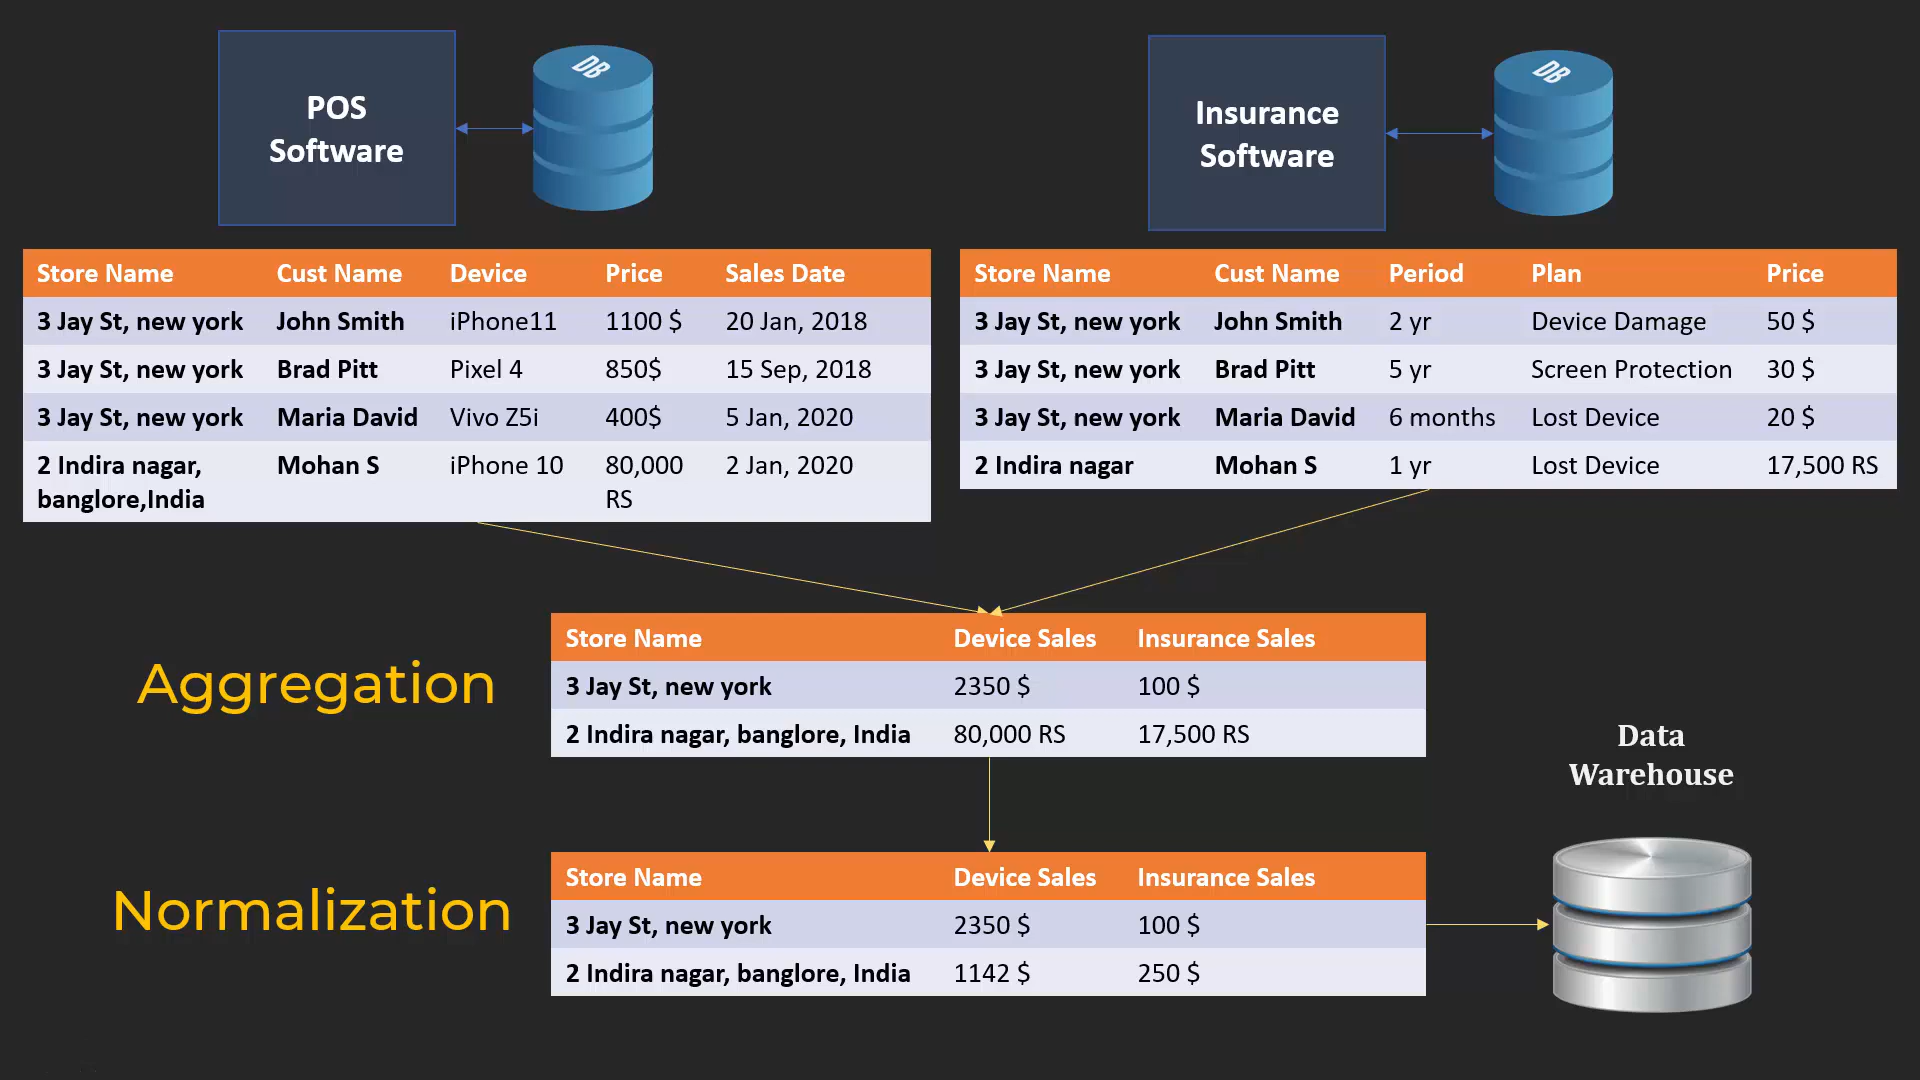 POS
Software
DB
Insurance
Software
DB
Store Name Cust Name Device Price Sales Date
3 Jay St, new york John Smith iPhone11 1100 $ 20 Jan, 2018
3 Jay St, new york Brad Pitt Pixel 4 850$ 15 Sep, 2018
3 Jay St, new york Maria David Vivo Z5i 400$ 5 Jan, 2020
2 Indira nagar, Mohan S iPhone 10 80,000 2 Jan, 2020
banglore,India RS
Store Name Cust Name Period Plan Price
3 Jay St, new york John Smith 2 yr Device Damage 50 $
3 Jay St, new york Brad Pitt 5 yr Screen Protection 30 $
3 Jay St, new york Maria David 6 months Lost Device 20 $
2 Indira nagar Mohan S 1 yr Lost Device 17,500 RS
Aggregation
Store Name Device Sales Insurance Sales
3 Jay St, new york 2350 $ 100 $
2 Indira nagar, banglore, India 80,000 RS 17,500 RS
Data
Warehouse
Normalization
Store Name Device Sales Insurance Sales
3 Jay St, new york 2350 $ 100 $
2 Indira nagar, banglore, India 1142 $ 250 $